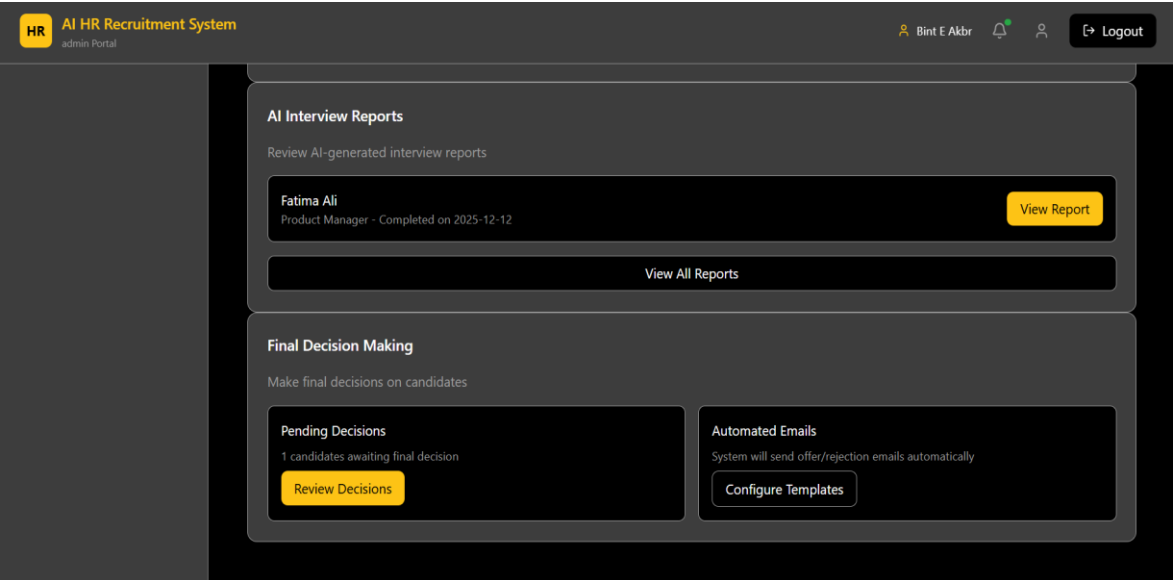 HR
AI HR Recruitment System
admin Portal
Bint E Akbr
Logout
AI Interview Reports
Review AI-generated interview reports
Fatima Ali
Product Manager - Completed on 2025-12-12
View Report
View All Reports
Final Decision Making
Make final decisions on candidates
Pending Decisions
1 candidates awaiting final decision
Review Decisions
Automated Emails
System will send offer/rejection emails automatically
Configure Templates